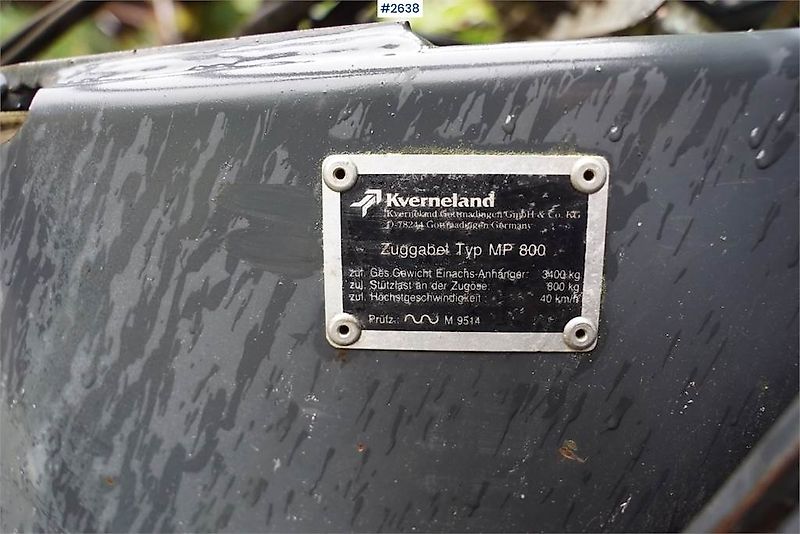 #2638
Kverneland
Kverneland Gottmadingen GmbH & Co. KG
D-78244 Gottmadingen Germany
Zuggabel Typ MP 800
zul. Ges Gewicht Einachs-Anhänger: 3400 kg
zul. Stützlast an der Zugöse: 800 kg
zul. Höchstgeschwindigkeit 40 km/h
Prüfz.: M 9514